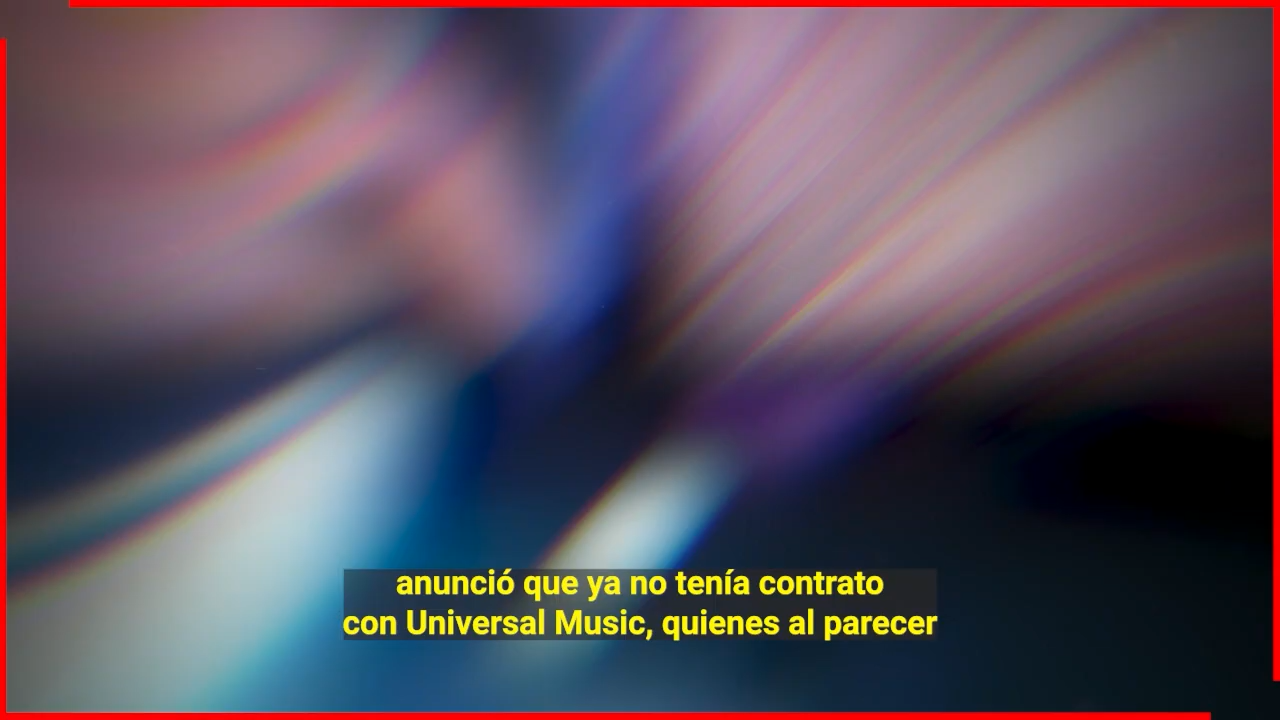 anunció que ya no tenía contrato
con Universal Music, quienes al parecer